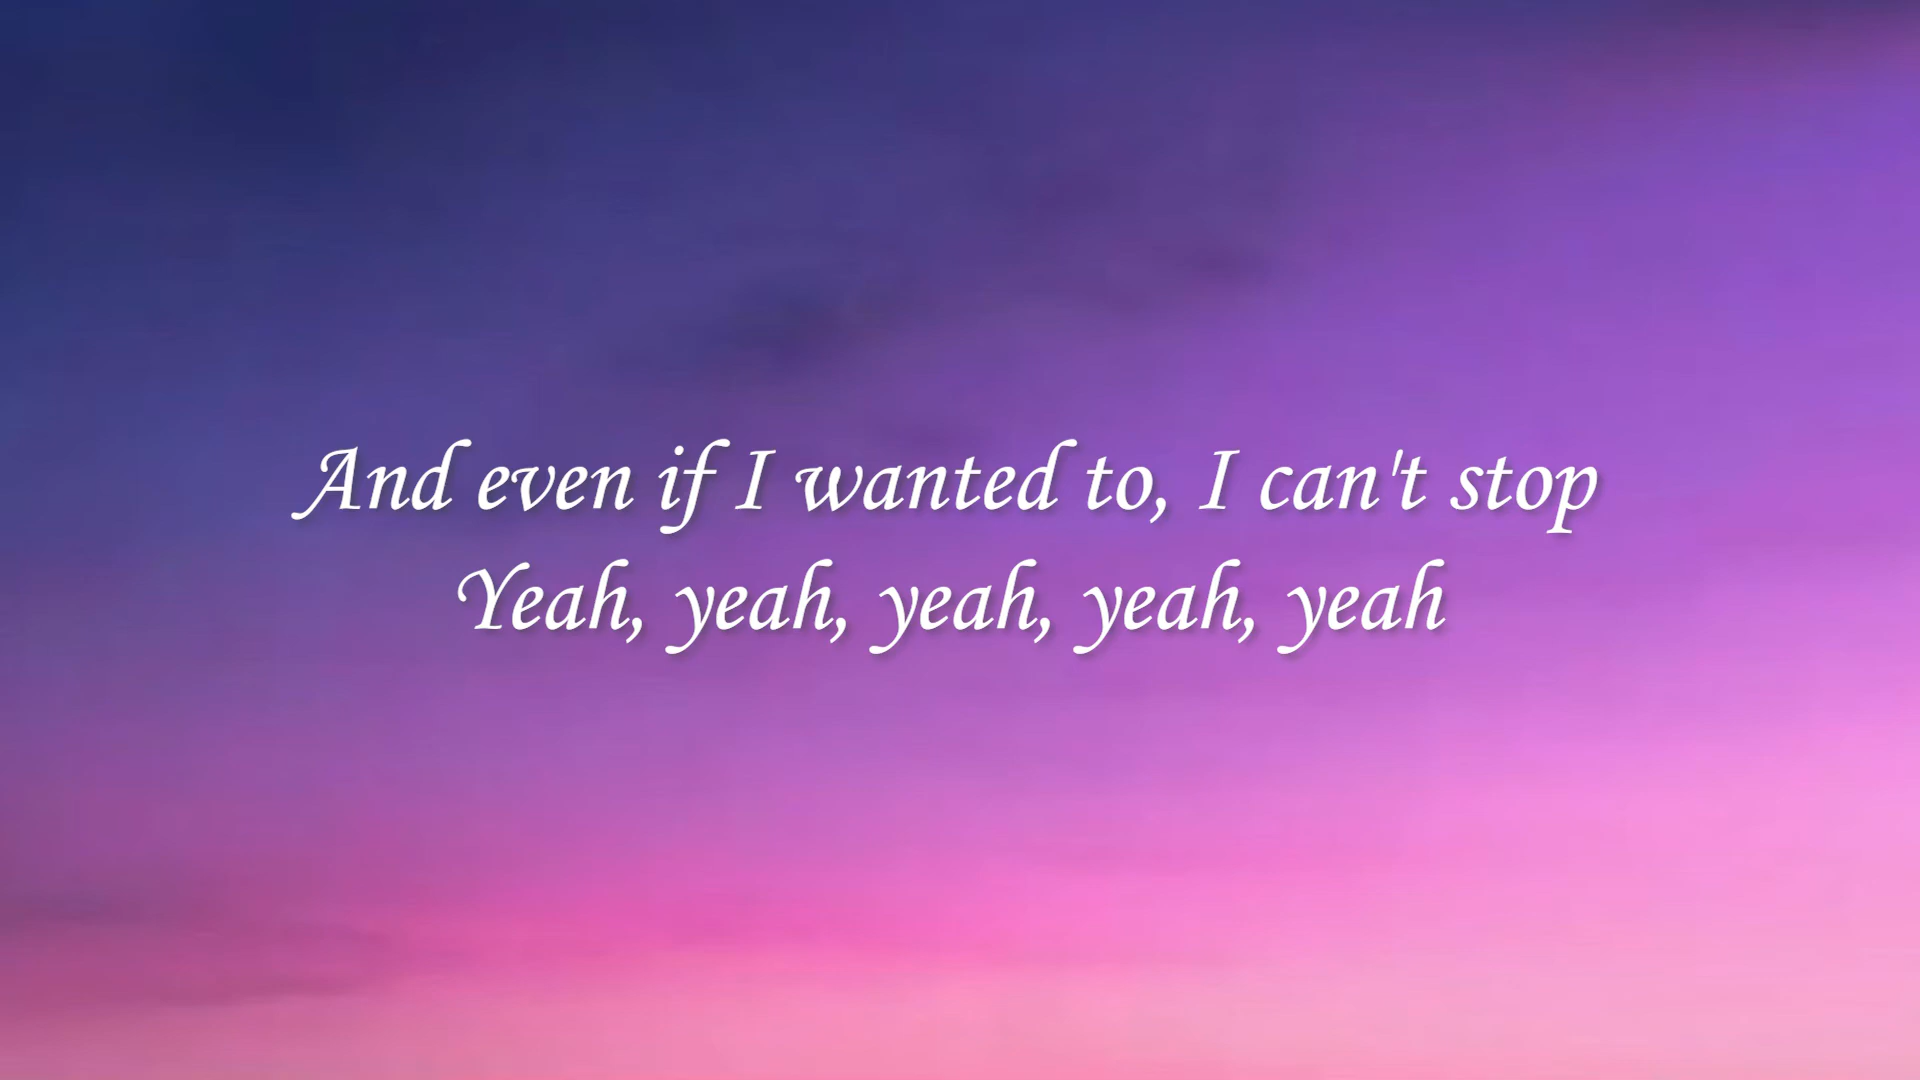 And even if I wanted to, I can't stop
Yeah, yeah, yeah, yeah, yeah